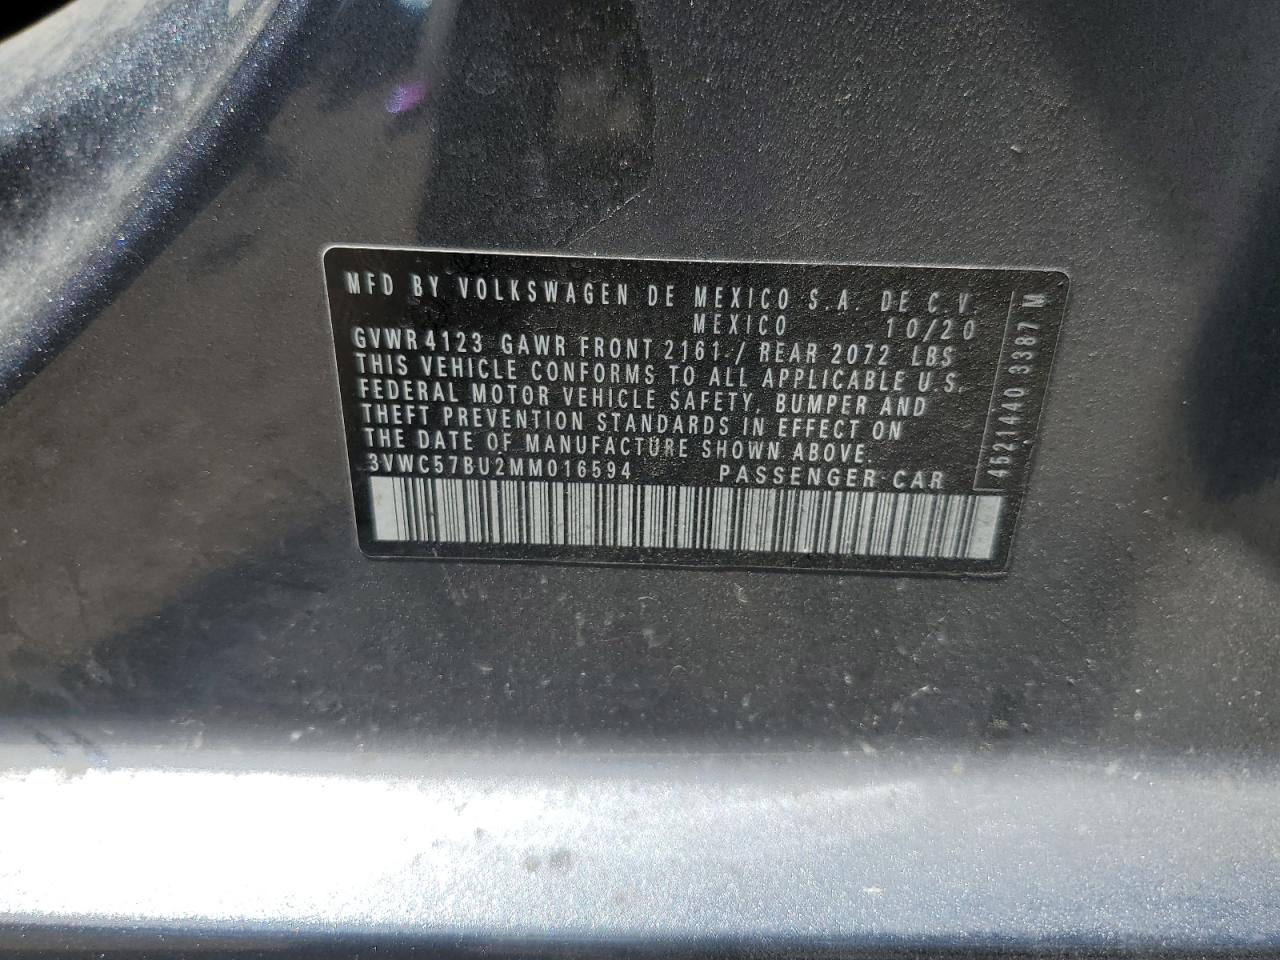 MFD BY VOLKSWAGEN DE MEXICO S.A. DE C.V.
MEXICO 10/20
GVWR 4123 GAWR FRONT 2161 / REAR 2072 LBS
THIS VEHICLE CONFORMS TO ALL APPLICABLE U.S.
FEDERAL MOTOR VEHICLE SAFETY, BUMPER AND
THEFT PREVENTION STANDARDS IN EFFECT ON
THE DATE OF MANUFACTURE SHOWN ABOVE.
3VWC57BU2MM016594 PASSENGER CAR
4521440 3387 M